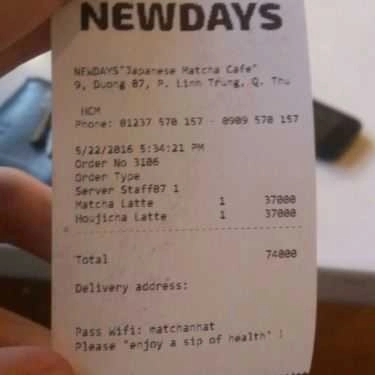 NEWDAYS
NEWDAYS"Japanese Matcha Cafe"
9, Duong 07, P. Linh Trung, Q. Thu
HCM
Phone: 01237 570 157 - 0909 570 157
5/22/2016 5:34:21 PM
Order No 3106
Order Type
Server Staff07 1
Matcha Latte 1 37000
Houjicha Latte 1 37000
Total 74000
Delivery address:
Pass Wifi: matchannat
Please "enjoy a sip of health" !